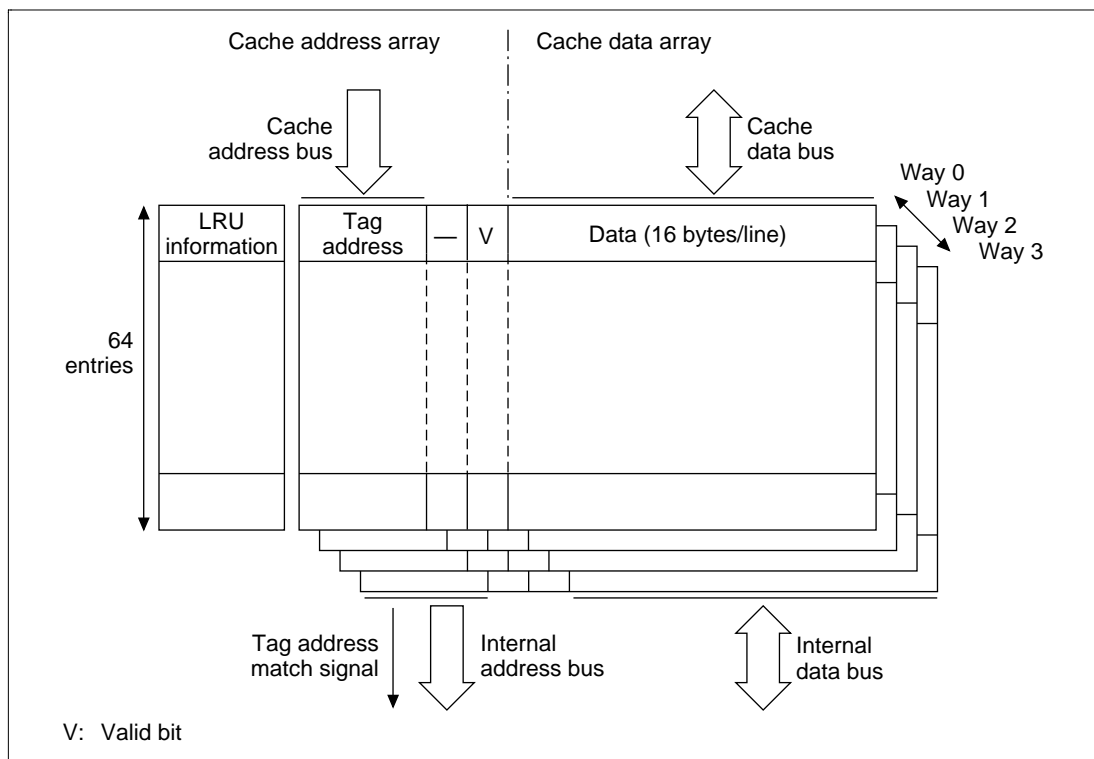 Cache address array
Cache data array
Cache
address bus
Cache
data bus
Way 0
Way 1
Way 2
Way 3
LRU
information
Tag
address
—
V
Data (16 bytes/line)
64
entries
Tag address
match signal
Internal
address bus
Internal
data bus
V: Valid bit